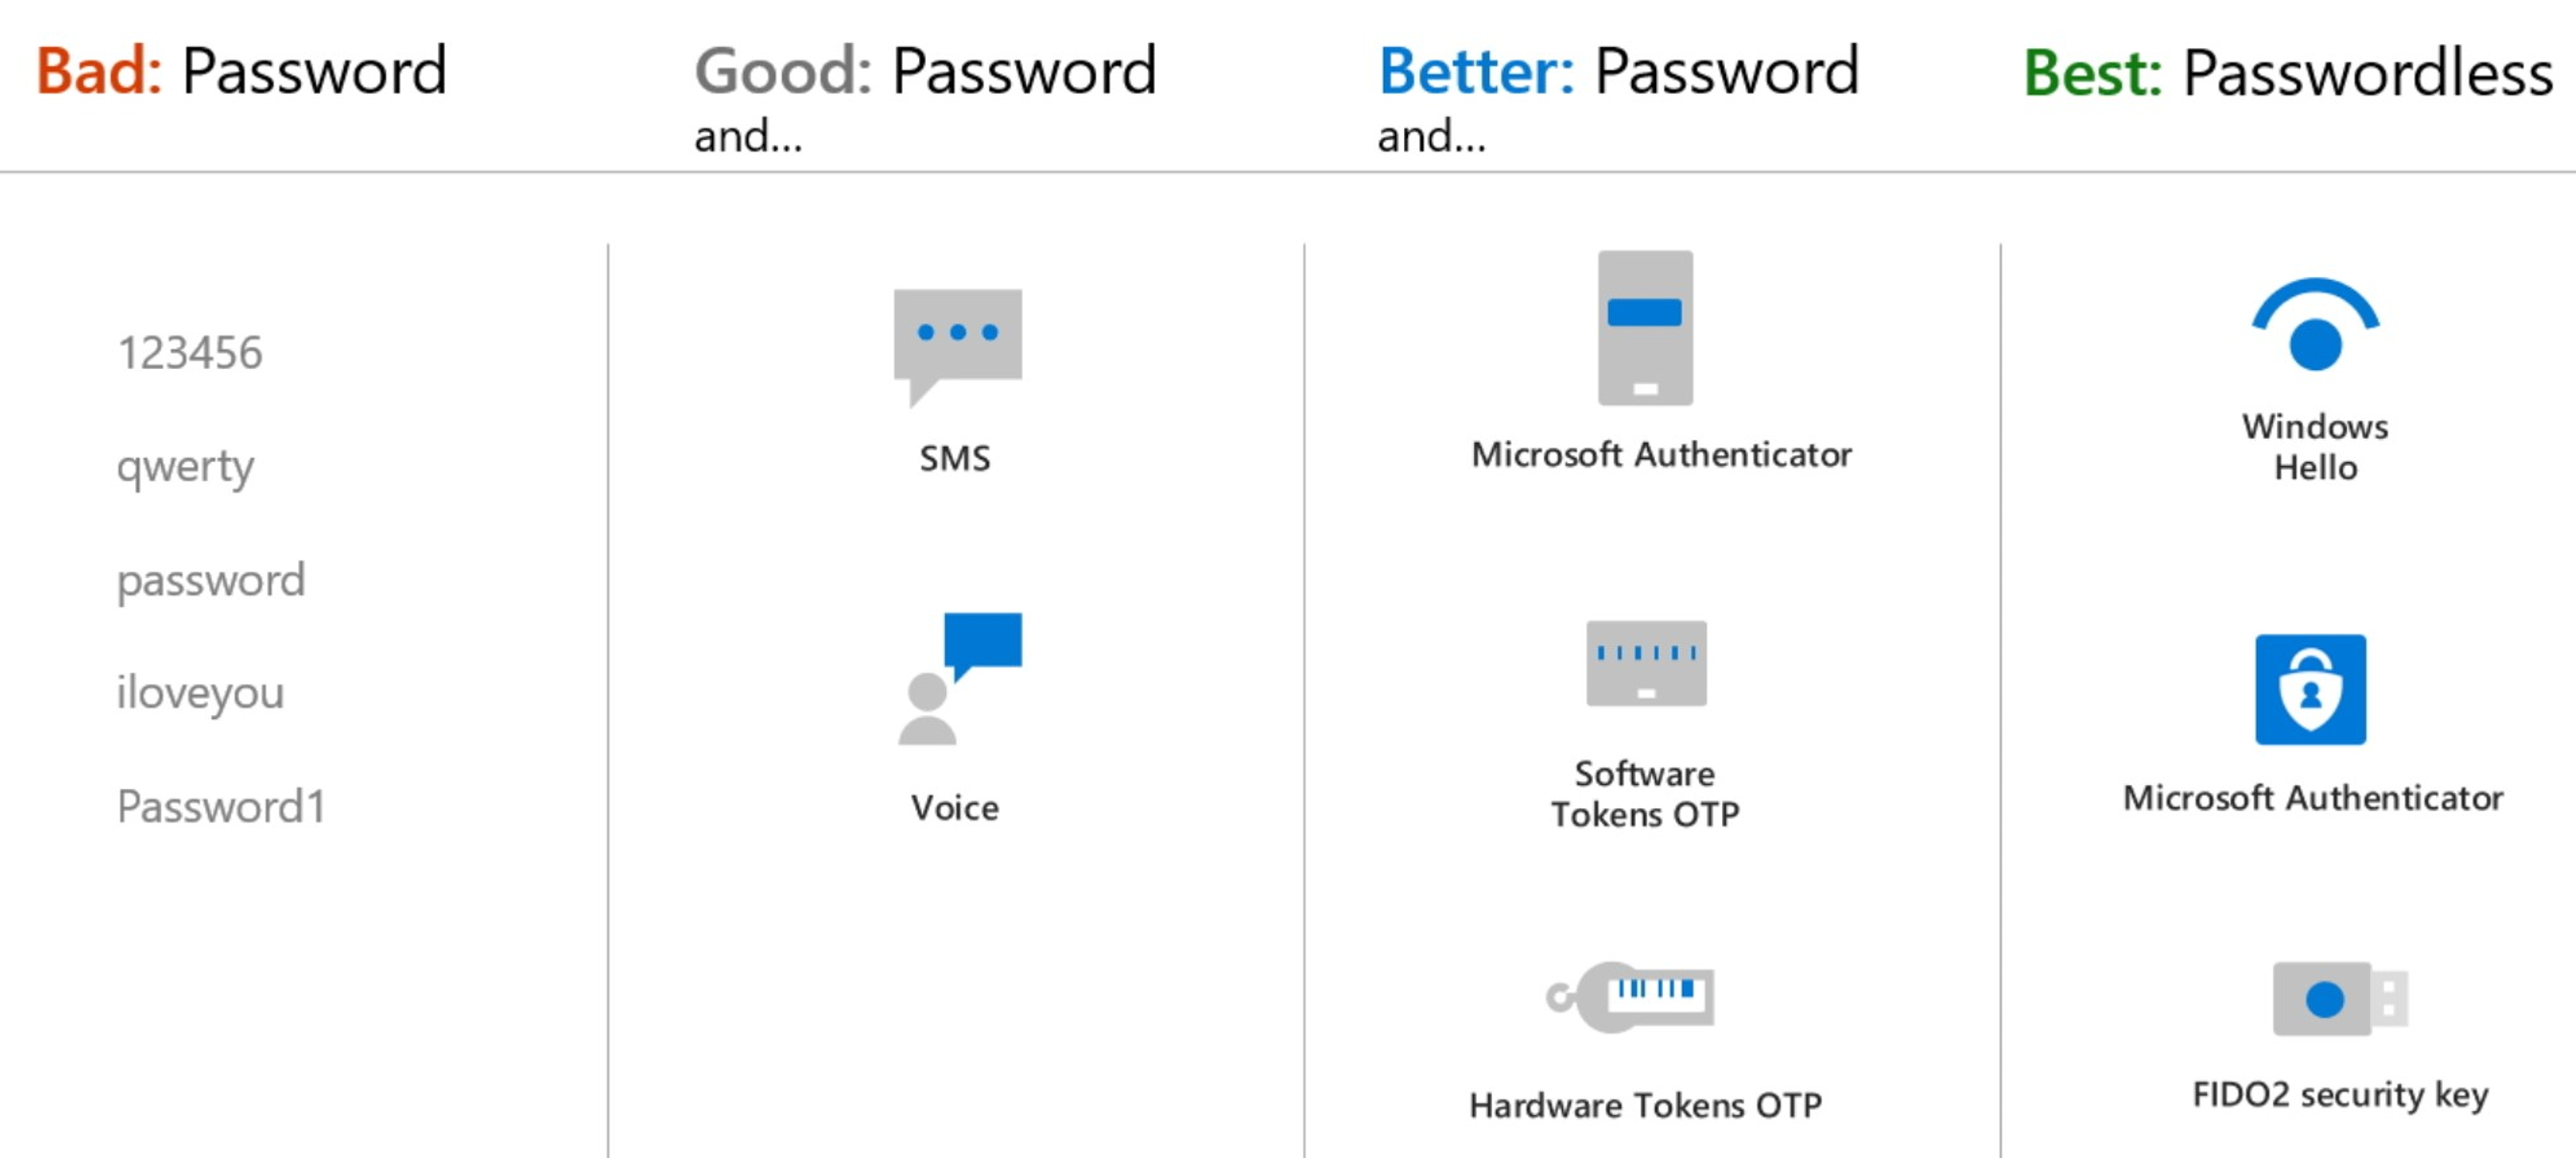 Bad: Password
Good: Password
and...
Better: Password
and...
Best: Passwordless
123456
qwerty
password
iloveyou
Password1
SMS
Voice
Microsoft Authenticator
Software
Tokens OTP
Hardware Tokens OTP
Windows
Hello
Microsoft Authenticator
FIDO2 security key